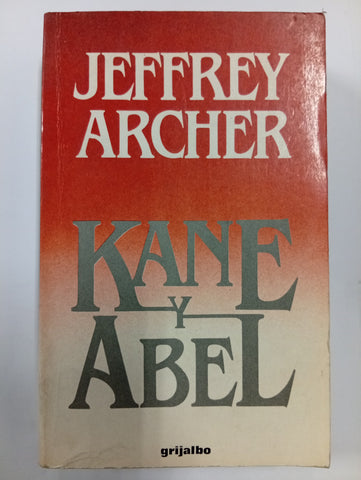 JEFFREY
ARCHER
KANE
Y
ABEL
grijalbo